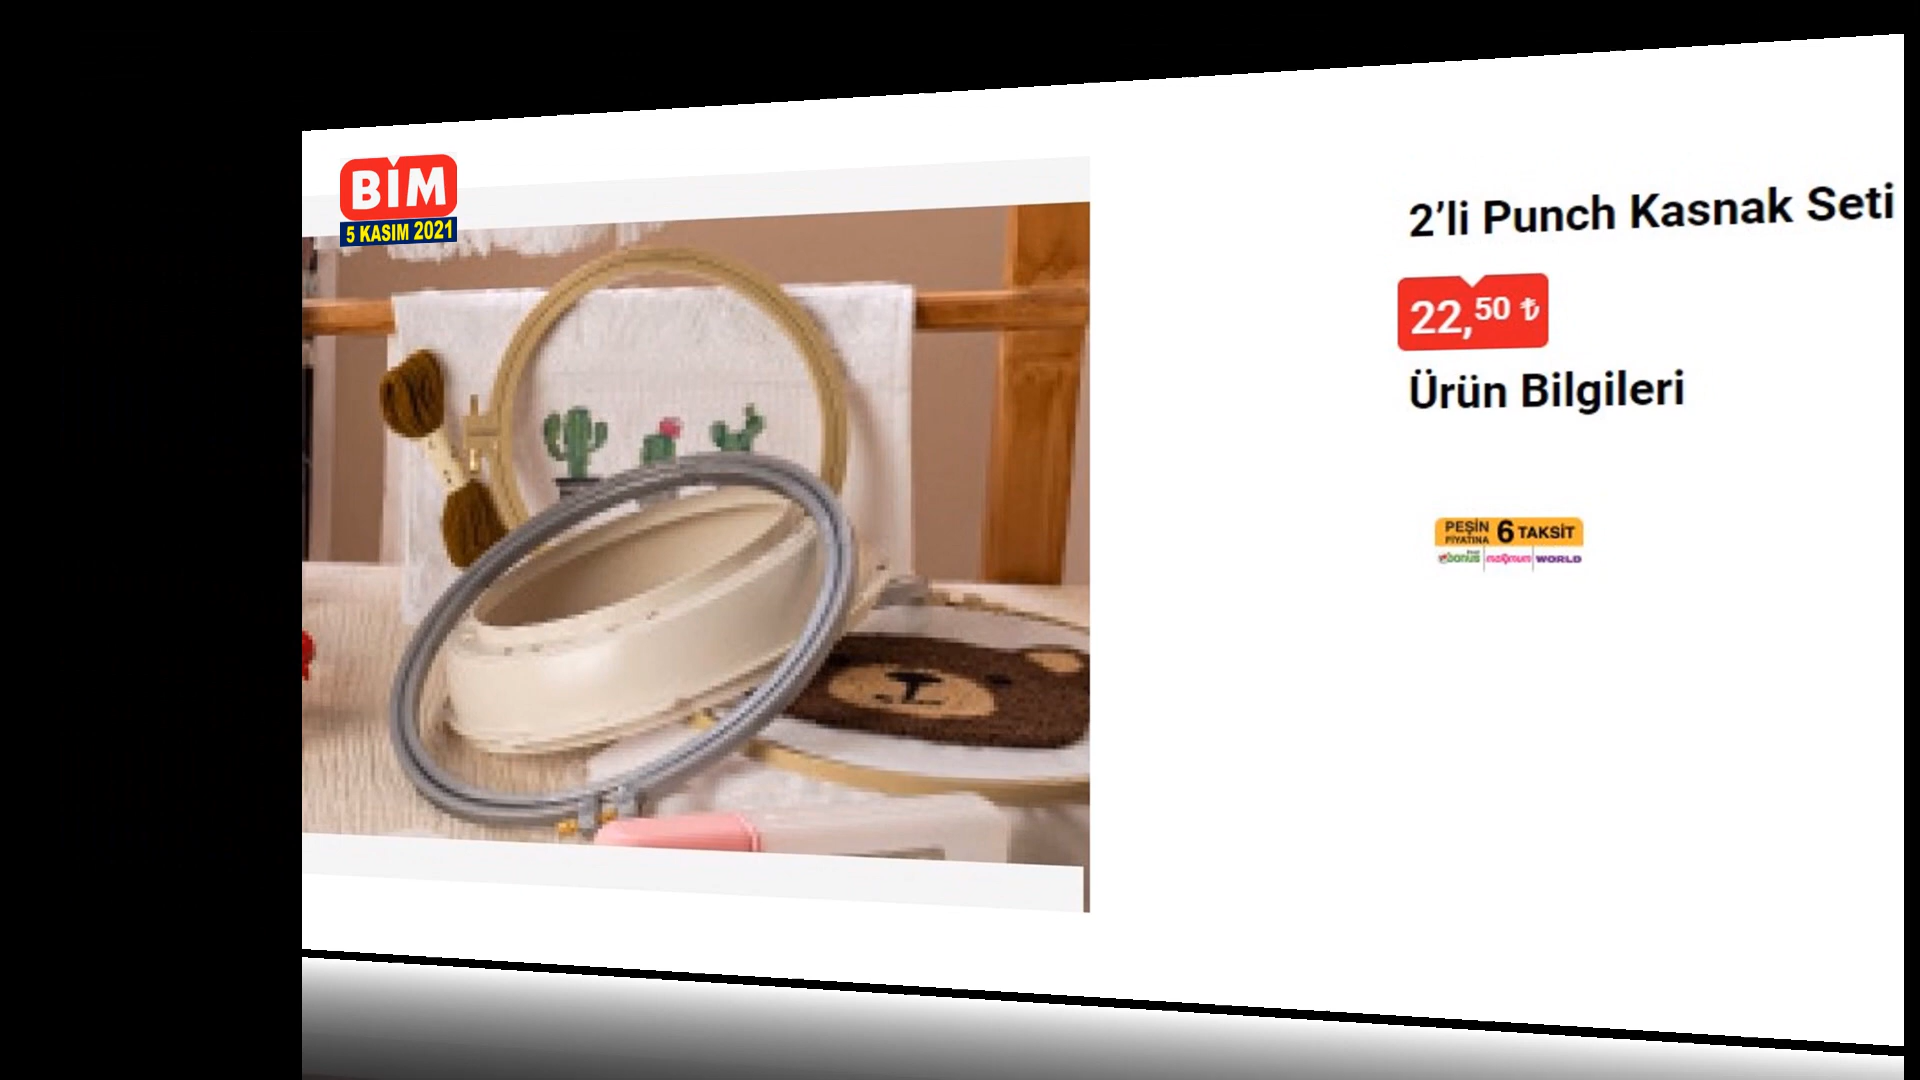 BİM
5 KASIM 2021
2’li Punch Kasnak Seti
22,50 ₺
Ürün Bilgileri
PEŞİN FİYATINA 6 TAKSİT
bonus maximum WORLD